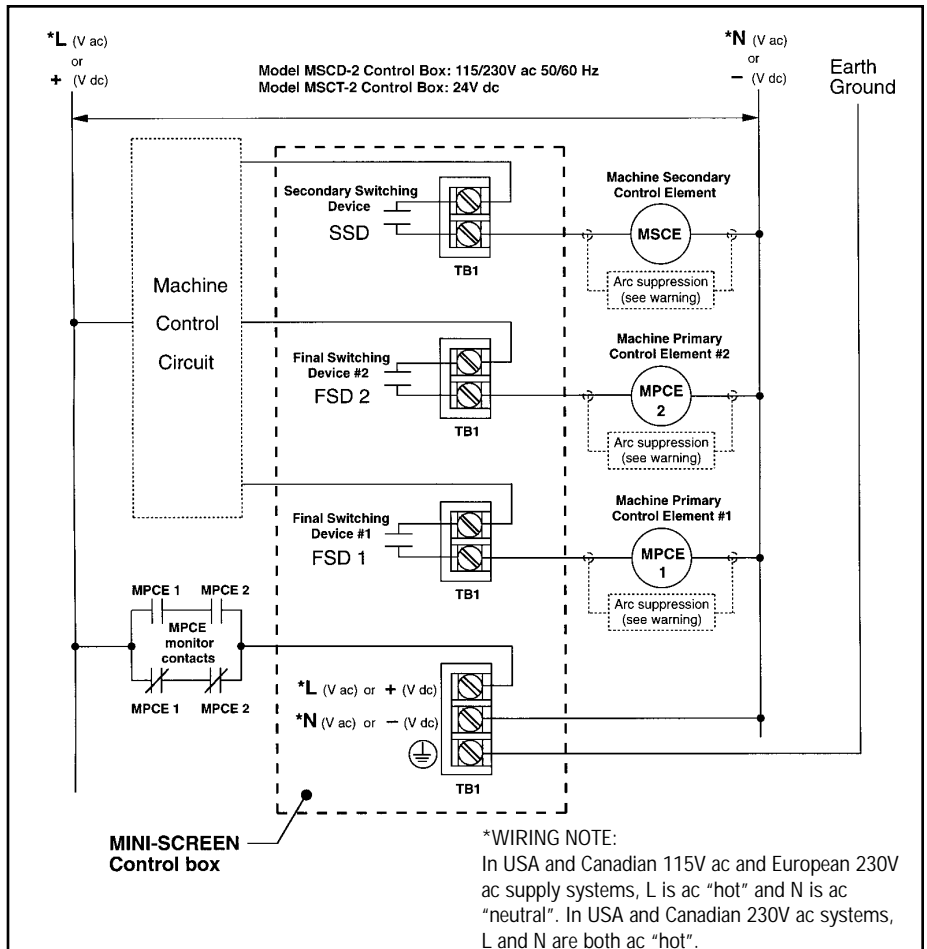 *L (V ac)
or
+ (V dc)
Model MSCD-2 Control Box: 115/230V ac 50/60 Hz
Model MSCT-2 Control Box: 24V dc
*N (V ac)
or
− (V dc)
Earth
Ground
Machine
Control
Circuit
Secondary Switching
Device
SSD
TB1
Machine Secondary
Control Element
MSCE
Arc suppression
(see warning)
Final Switching
Device #2
FSD 2
TB1
Machine Primary
Control Element #2
MPCE
2
Arc suppression
(see warning)
Final Switching
Device #1
FSD 1
TB1
Machine Primary
Control Element #1
MPCE
1
Arc suppression
(see warning)
MPCE 1 MPCE 2
MPCE
monitor
contacts
MPCE 1 MPCE 2
*L (V ac) or + (V dc)
*N (V ac) or − (V dc)
TB1
MINI-SCREEN
Control box
*WIRING NOTE:
In USA and Canadian 115V ac and European 230V
ac supply systems, L is ac “hot” and N is ac
“neutral”. In USA and Canadian 230V ac systems,
L and N are both ac “hot”.